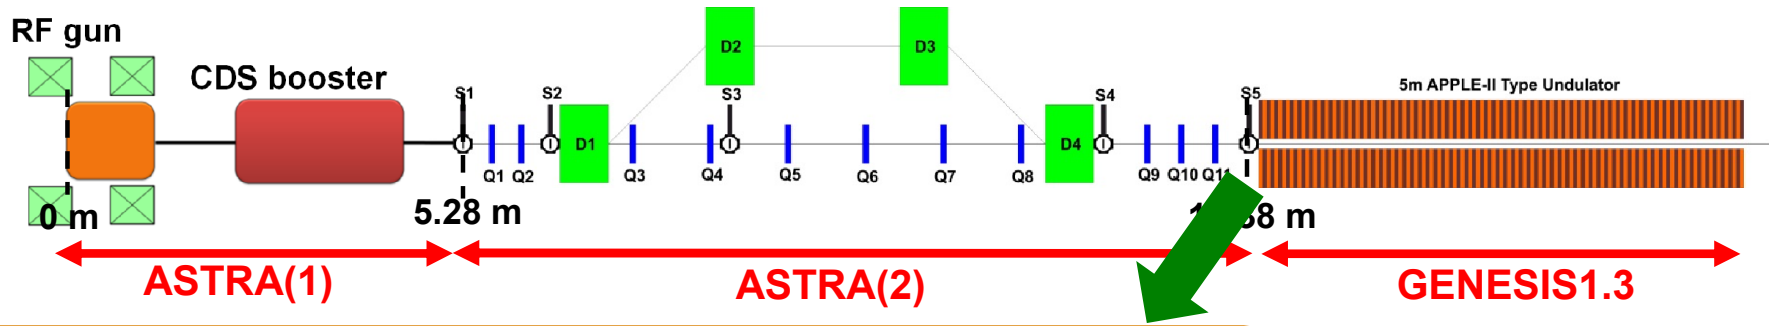 RF gun
CDS booster
D2
D3
5m APPLE-II Type Undulator
S1
S2
S3
S4
S5
D1
D4
Q1
Q2
Q3
Q4
Q5
Q6
Q7
Q8
Q9
Q10
0 m
5.28 m
m
ASTRA(1)
ASTRA(2)
GENESIS1.3